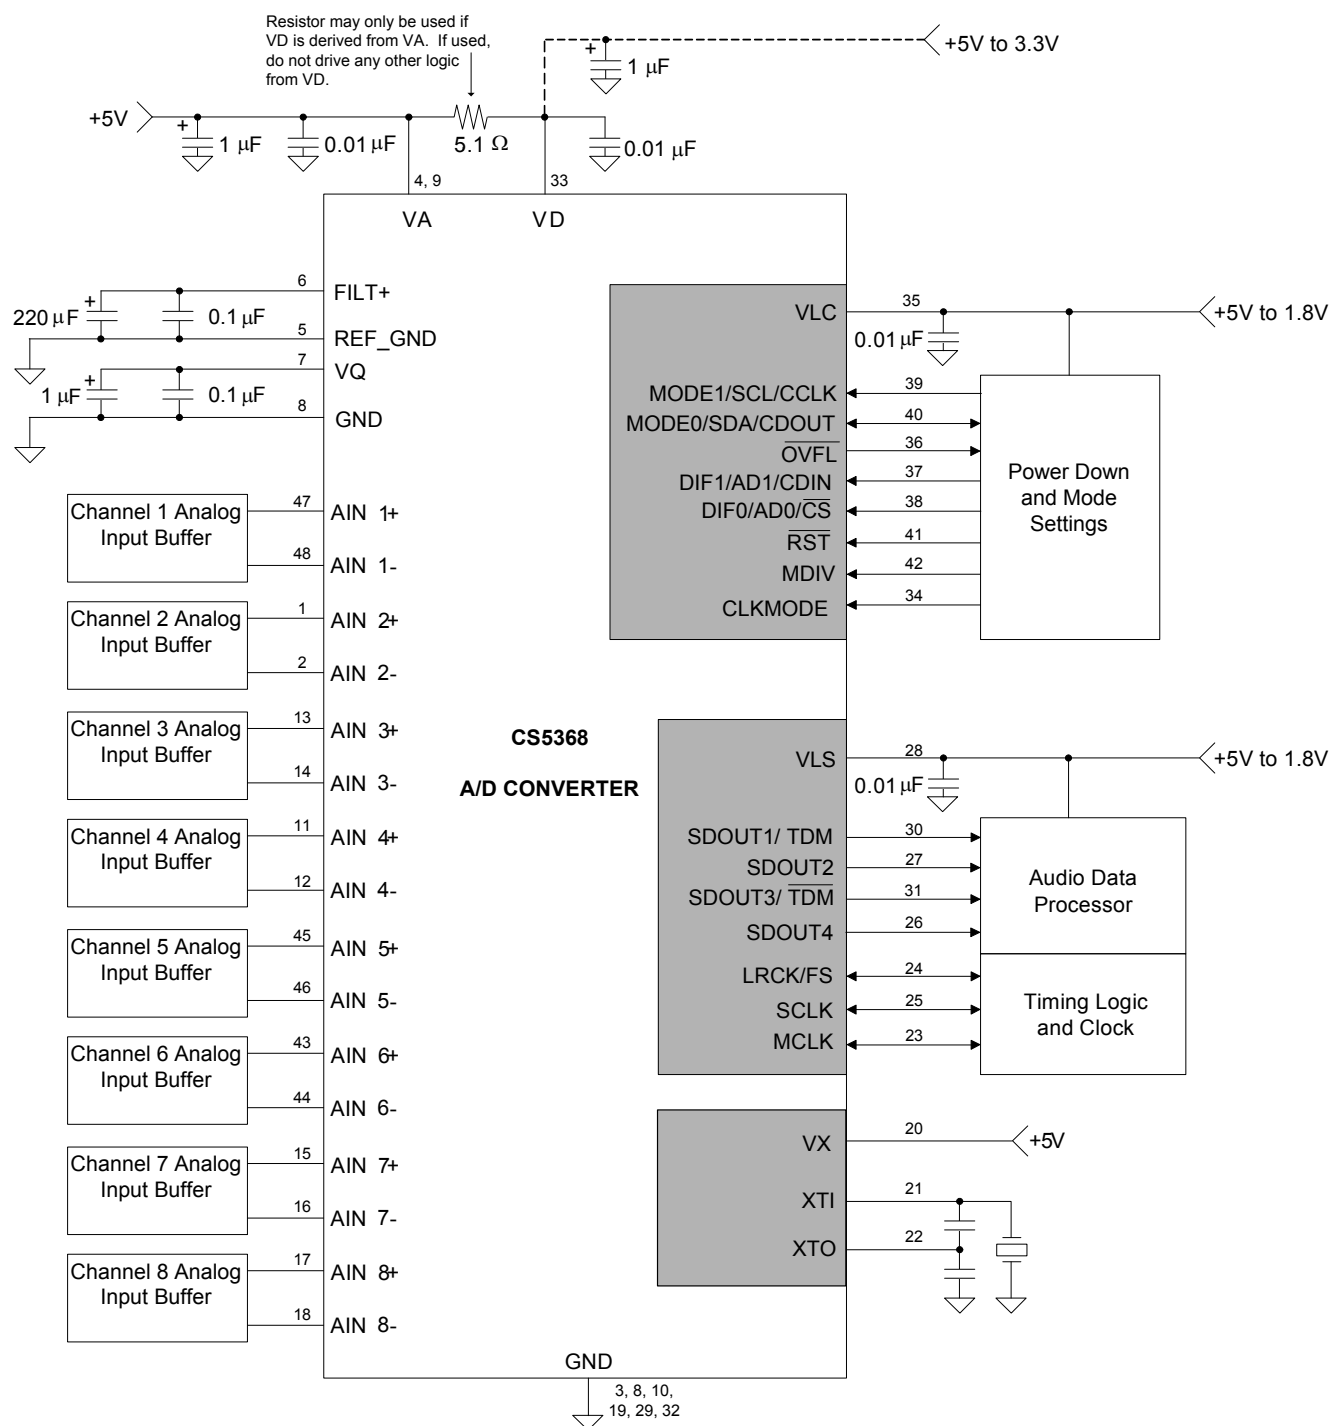 Resistor may only be used if
VD is derived from VA. If used,
do not drive any other logic
from VD.
+5V to 3.3V
+
1 µF
+5V
+
1 µF
0.01 µF
5.1 Ω
0.01 µF
4, 9
33
VA
VD
6
FILT+
+
220 µF
0.1 µF
5
REF_GND
7
VQ
+
1 µF
0.1 µF
8
GND
Channel 1 Analog
Input Buffer
47
AIN 1+
48
AIN 1-
Channel 2 Analog
Input Buffer
1
AIN 2+
2
AIN 2-
Channel 3 Analog
Input Buffer
13
AIN 3+
14
AIN 3-
Channel 4 Analog
Input Buffer
11
AIN 4+
12
AIN 4-
Channel 5 Analog
Input Buffer
45
AIN 5+
46
AIN 5-
Channel 6 Analog
Input Buffer
43
AIN 6+
44
AIN 6-
Channel 7 Analog
Input Buffer
15
AIN 7+
16
AIN 7-
Channel 8 Analog
Input Buffer
17
AIN 8+
18
AIN 8-
CS5368
A/D CONVERTER
VLC
35
+5V to 1.8V
0.01 µF
MODE1/SCL/CCLK
39
MODE0/SDA/CDOUT
40
OVFL
36
DIF1/AD1/CDIN
37
DIF0/AD0/CS
38
RST
41
MDIV
42
CLKMODE
34
Power Down
and Mode
Settings
VLS
28
+5V to 1.8V
0.01 µF
SDOUT1/ TDM
30
SDOUT2
27
SDOUT3/ TDM
31
SDOUT4
26
Audio Data
Processor
LRCK/FS
24
SCLK
25
MCLK
23
Timing Logic
and Clock
VX
20
+5V
XTI
21
XTO
22
GND
3, 8, 10,
19, 29, 32